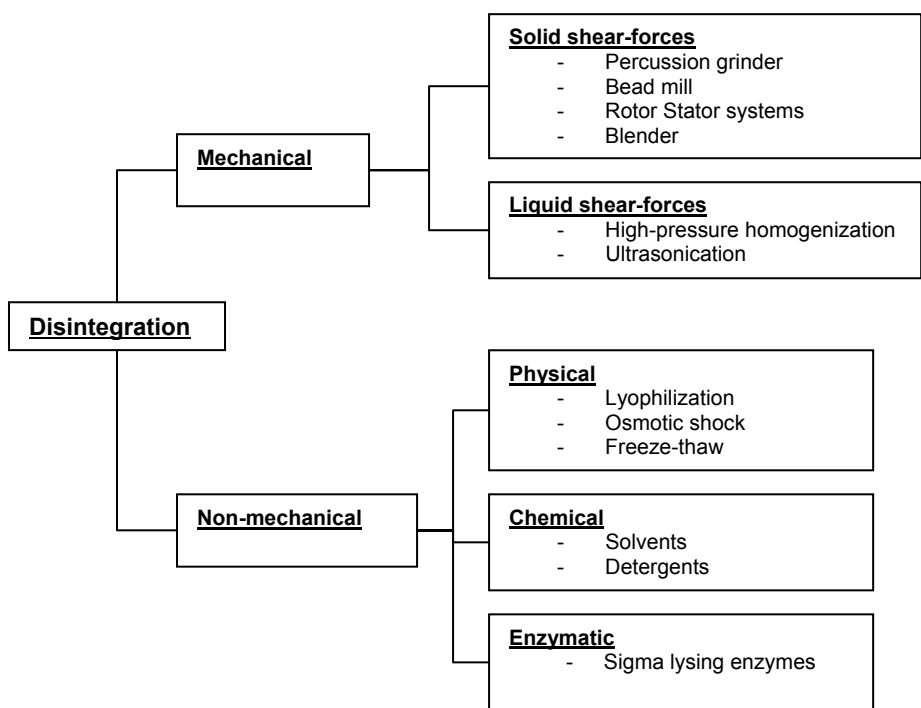 Disintegration
Mechanical
Solid shear-forces
- Percussion grinder
- Bead mill
- Rotor Stator systems
- Blender
Liquid shear-forces
- High-pressure homogenization
- Ultrasonication
Non-mechanical
Physical
- Lyophilization
- Osmotic shock
- Freeze-thaw
Chemical
- Solvents
- Detergents
Enzymatic
- Sigma lysing enzymes